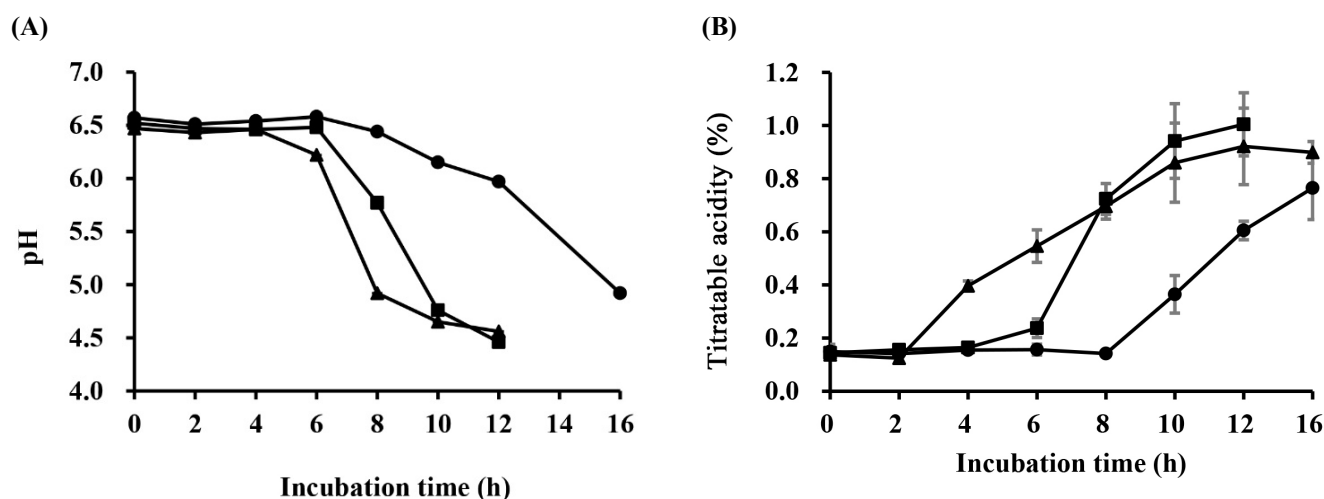 (A)
pH
7.0
6.5
6.0
5.5
5.0
4.5
4.0
0 2 4 6 8 10 12 14 16
Incubation time (h)
(B)
Titratable acidity (%)
1.2
1.0
0.8
0.6
0.4
0.2
0.0
0 2 4 6 8 10 12 16
Incubation time (h)